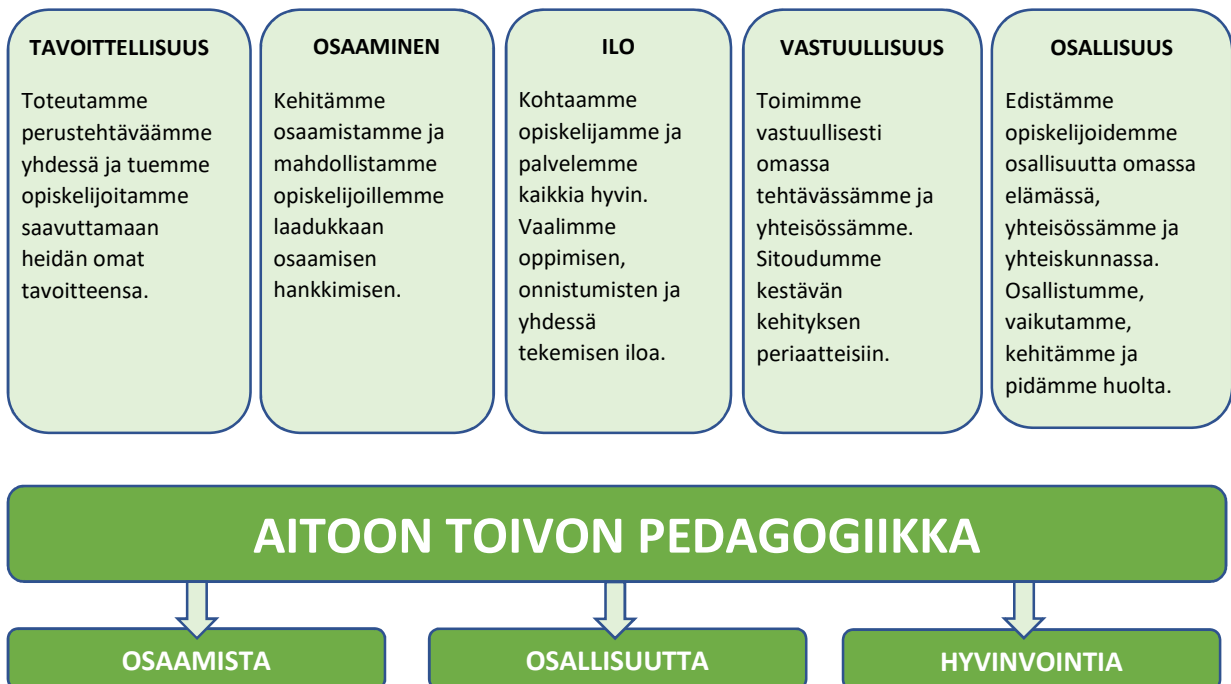 TAVOITTELLISUUS
Toteutamme
perustehtäväämme
yhdessä ja tuemme
opiskelijoitamme
saavuttamaan
heidän omat
tavoitteensa.
OSAAMINEN
Kehitämme
osaamistamme ja
mahdollistamme
opiskelijoillemme
laadukkaan
osaamisen
hankkimisen.
ILO
Kohtaamme
opiskelijamme ja
palvelemme
kaikkia hyvin.
Vaalimme
oppimisen,
onnistumisten ja
yhdessä
tekemisen iloa.
VASTUULLISUUS
Toimimme
vastuullisesti
omassa
tehtävässämme ja
yhteisössämme.
Sitoudumme
kestävän
kehityksen
periaatteisiin.
OSALLISUUS
Edistämme
opiskelijoidemme
osallisuutta omassa
elämässä,
yhteisössämme ja
yhteiskunnassa.
Osallistumme,
vaikutamme,
kehitämme ja
pidämme huolta.
AITOON TOIVON PEDAGOGIIKKA
OSAAMISTA
OSALLISUUTTA
HYVINVOINTIA